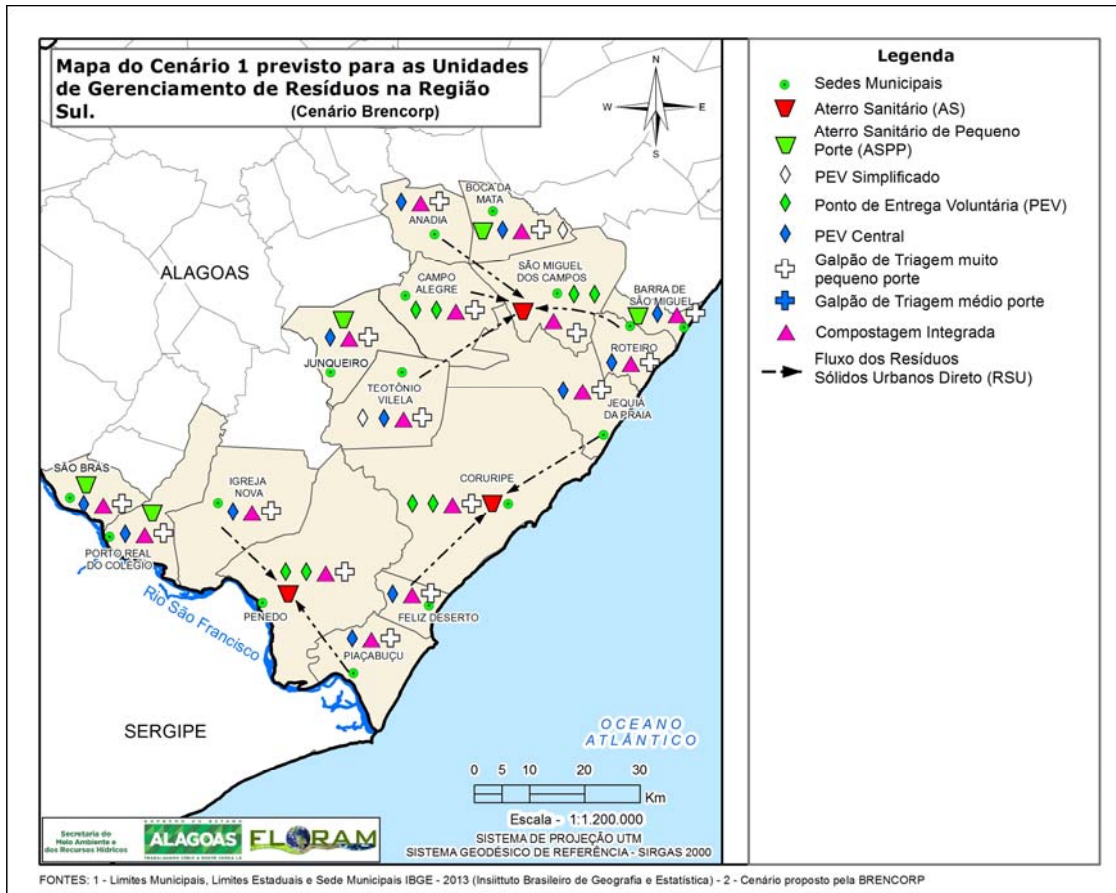 Mapa do Cenário 1 previsto para as Unidades
de Gerenciamento de Resíduos na Região
Sul.
(Cenário Brencorp)
N
W
E
S
BOCA DA
MATA
ANADIA
ALAGOAS
SÃO MIGUEL
DOS CAMPOS
CAMPO
ALEGRE
BARRA DE
SÃO MIGUEL
ROTEIRO
JUNQUEIRO
TEOTÔNIO
VILELA
JEQUIA
DA PRAIA
SÃO BRÁS
IGREJA
NOVA
CORURIPE
PORTO REAL
DO COLÉGIO
PENEDO
FELIZ DESERTO
Rio São Francisco
PIAÇABUÇU
SERGIPE
OCEANO
ATLÂNTICO
0 5 10 20 30
Km
Escala - 1:1.200.000
SISTEMA DE PROJEÇÃO UTM
SISTEMA GEODÉSICO DE REFERÊNCIA - SIRGAS 2000
Secretaria do
Meio Ambiente e
dos Recursos Hídricos
GOVERNO DO ESTADO
ALAGOAS
FLORAM
Legenda
Sedes Municipais
Aterro Sanitário (AS)
Aterro Sanitário de Pequeno
Porte (ASPP)
PEV Simplificado
Ponto de Entrega Voluntária (PEV)
PEV Central
Galpão de Triagem muito
pequeno porte
Galpão de Triagem médio porte
Compostagem Integrada
Fluxo dos Resíduos
Sólidos Urbanos Direto (RSU)
FONTES: 1 - Limites Municipais, Limites Estaduais e Sede Municipais IBGE - 2013 (Insiittuto Brasileiro de Geografia e Estatística) - 2 - Cenário proposto pela BRENCORP